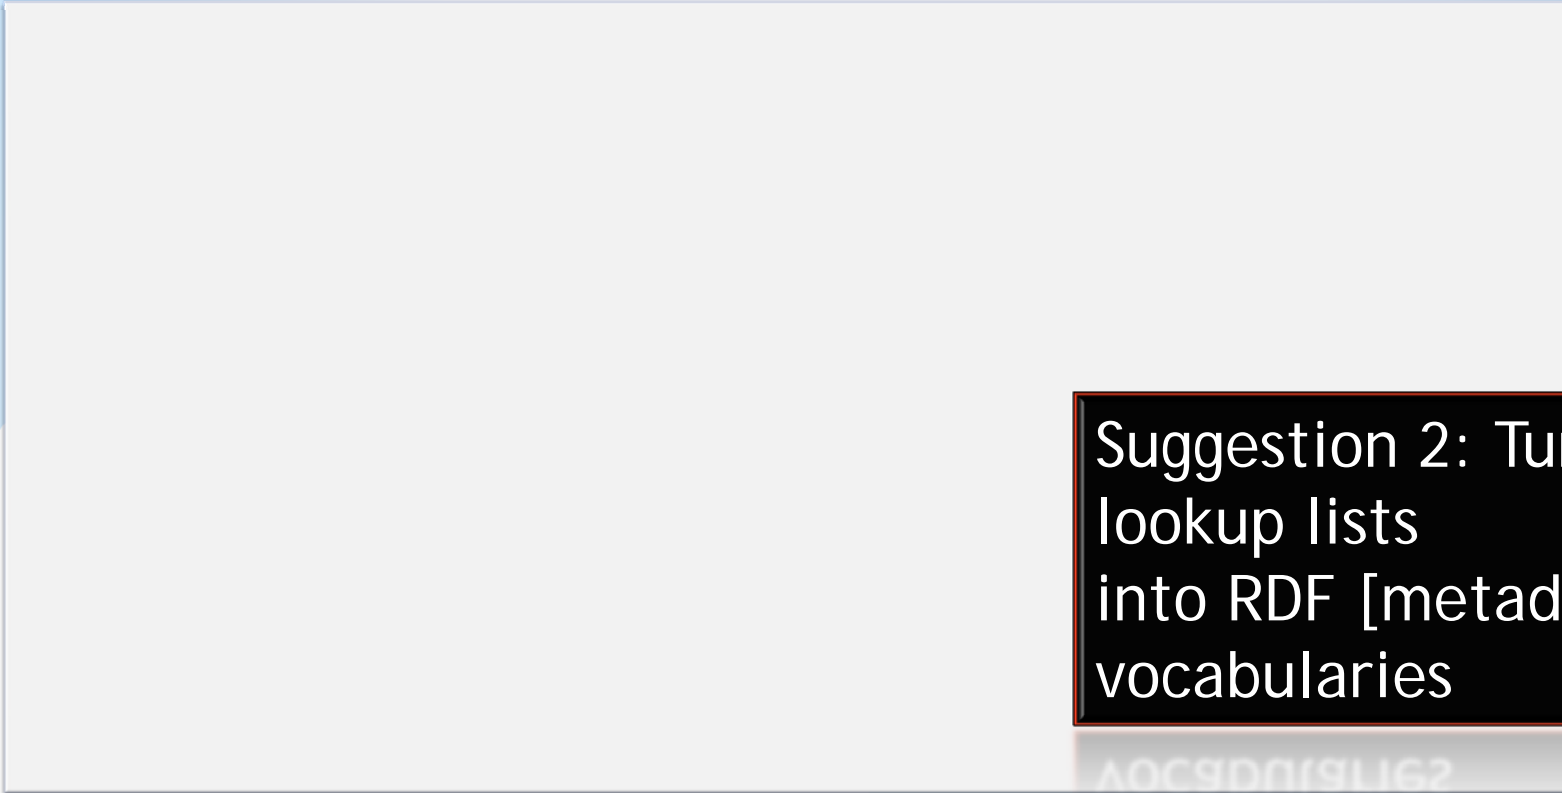 Suggestion 2:
lookup lists
into RDF
vocabularies